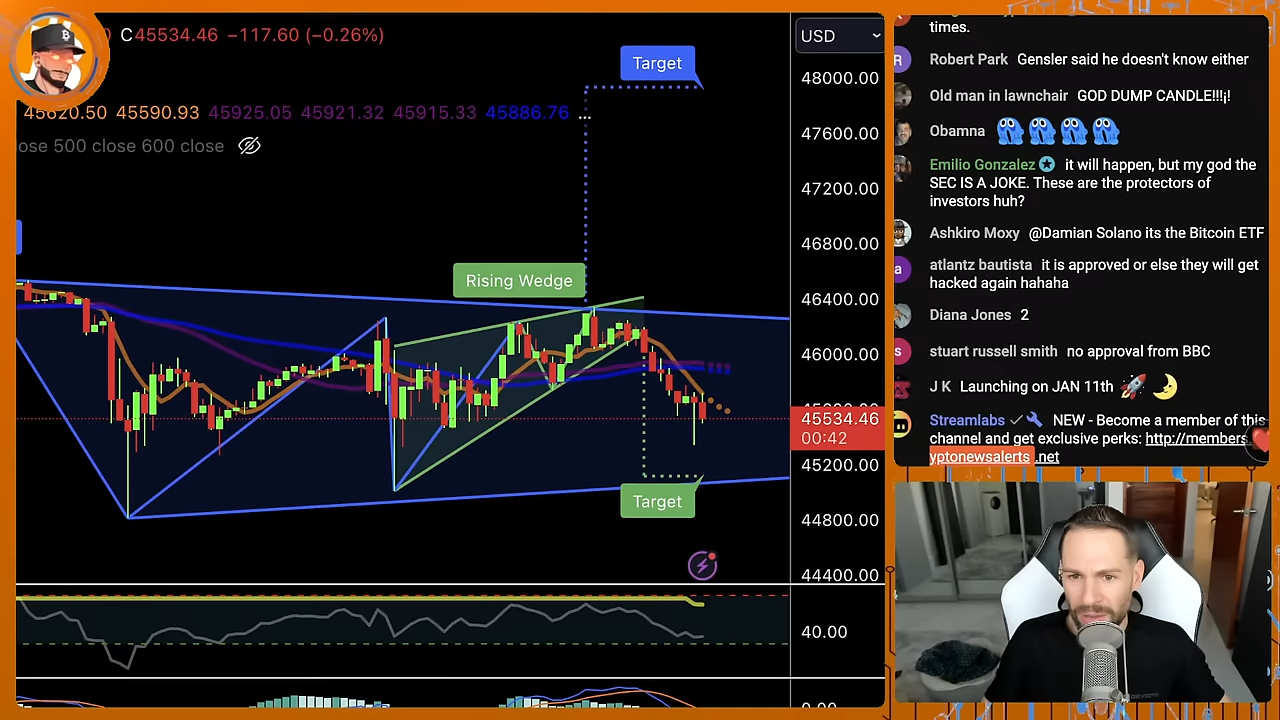 C45534.46 −117.60 (−0.26%)
USD
Target
48000.00
45620.50 45590.93 45925.05 45921.32 45915.33 45886.76 ...
ose 500 close 600 close
47600.00
47200.00
46800.00
Rising Wedge
46400.00
46000.00
45534.46
00:42
45200.00
Target
44800.00
44400.00
40.00
0.00
times.
R Robert Park Gensler said he doesn't know either
Old man in lawnchair GOD DUMP CANDLE!!!¡!
Obamna
Emilio Gonzalez it will happen, but my god the
SEC IS A JOKE. These are the protectors of
investors huh?
Ashkiro Moxy @Damian Solano its the Bitcoin ETF
a atlantz bautista it is approved or else they will get
hacked again hahaha
Diana Jones 2
s stuart russell smith no approval from BBC
J K Launching on JAN 11th 🚀 🌛
Streamlabs NEW - Become a member of this
channel and get exclusive perks: http://members.
yptonewsalerts.net